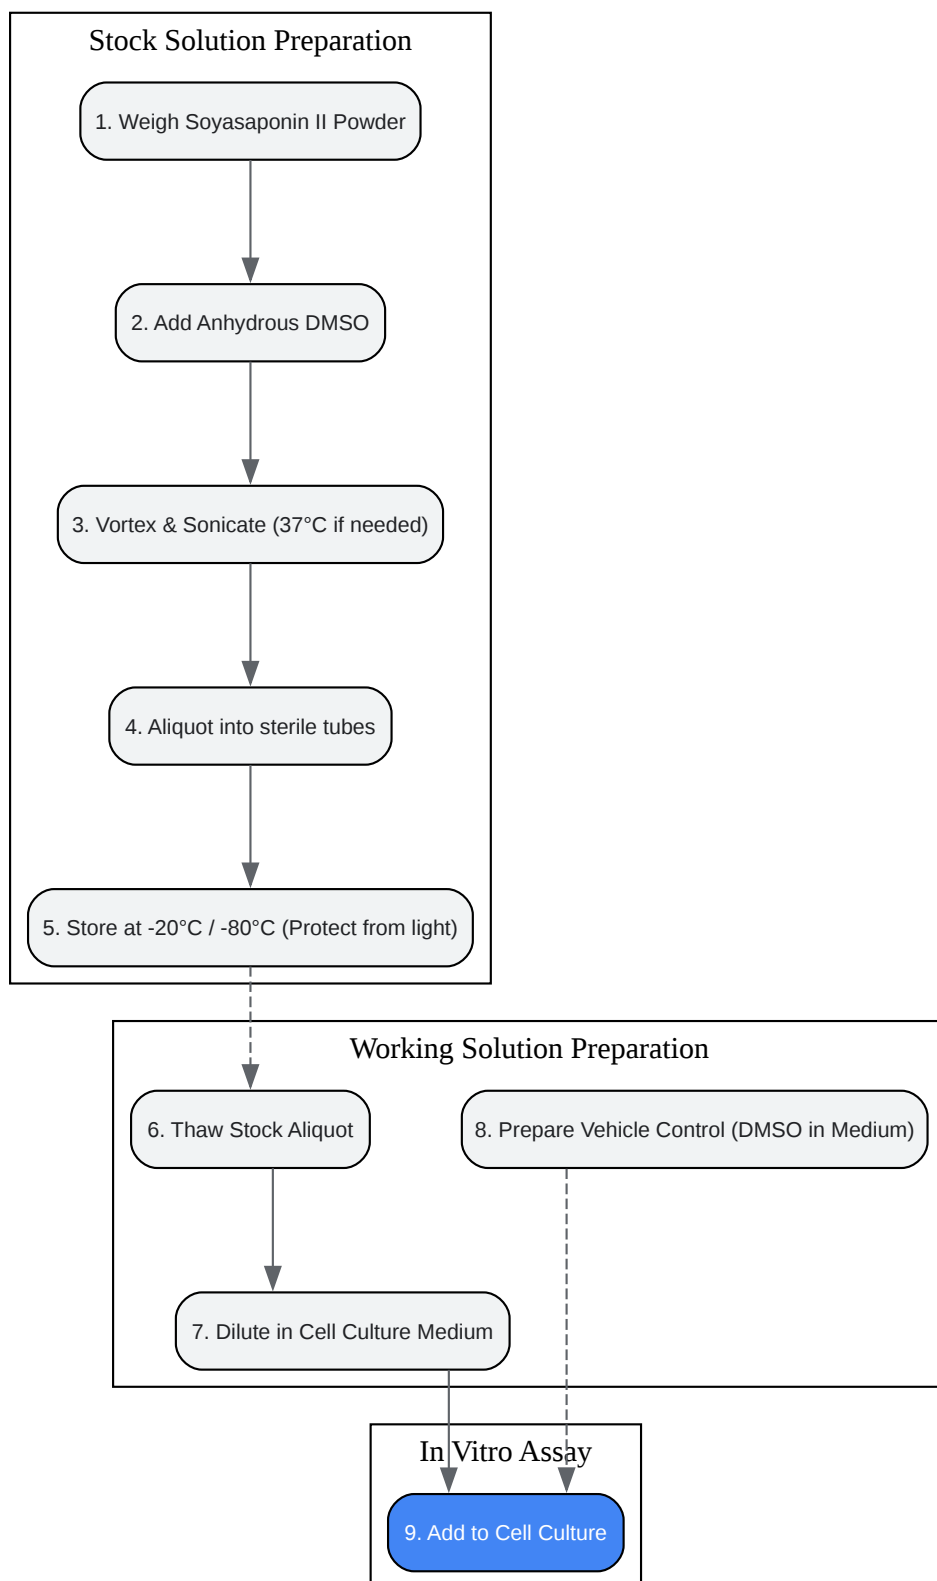 Stock Solution Preparation
1. Weigh Soyasaponin II Powder
2. Add Anhydrous DMSO
3. Vortex & Sonicate (37°C if needed)
4. Aliquot into sterile tubes
5. Store at -20°C / -80°C (Protect from light)
Working Solution Preparation
6. Thaw Stock Aliquot
8. Prepare Vehicle Control (DMSO in Medium)
7. Dilute in Cell Culture Medium
In Vitro Assay
9. Add to Cell Culture